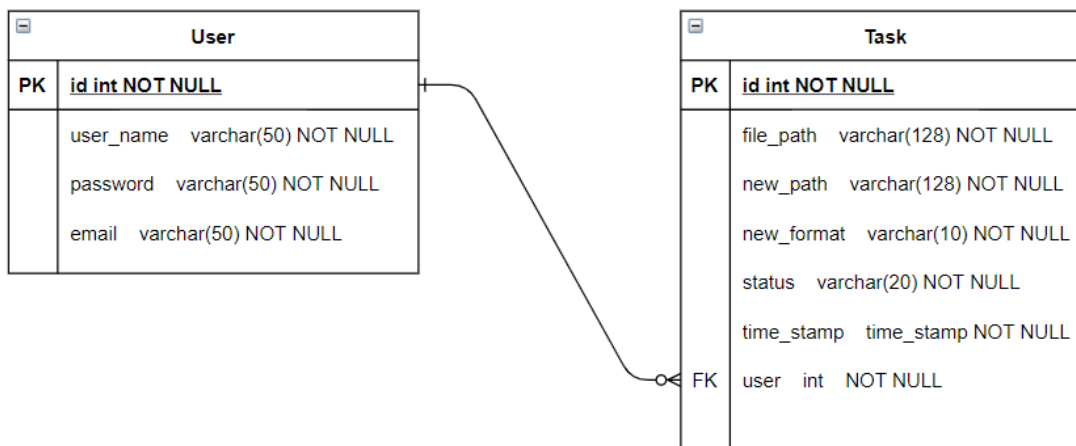 User
PK id int NOT NULL
user_name varchar(50) NOT NULL
password varchar(50) NOT NULL
email varchar(50) NOT NULL
Task
PK id int NOT NULL
file_path varchar(128) NOT NULL
new_path varchar(128) NOT NULL
new_format varchar(10) NOT NULL
status varchar(20) NOT NULL
time_stamp time_stamp NOT NULL
FK user int NOT NULL